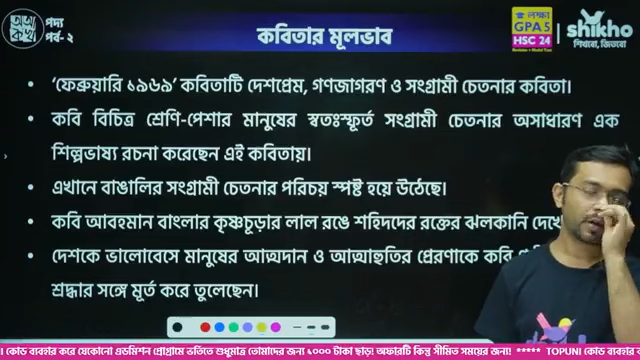 পদ্য
পর্ব- ২
কবিতার মূলভাব
লক্ষ্য
GPA 5
HSC 24
shikho
শিখবো, জিতবো
• ‘ফেব্রুয়ারি ১৯৬৯’ কবিতাটি দেশপ্রেম, গণজাগরণ ও সংগ্রামী চেতনার কবিতা।
• কবি বিচিত্র শ্রেণি-পেশার মানুষের স্বতঃস্ফূর্ত সংগ্রামী চেতনার অসাধারণ এক
শিল্পভাষ্য রচনা করেছেন এই কবিতায়।
• এখানে বাঙালির সংগ্রামী চেতনার পরিচয় স্পষ্ট হয়ে উঠেছে।
• কবি আবহমান বাংলার কৃষ্ণচূড়ার লাল রঙে শহিদদের রক্তের ঝলকানি দেখে
• দেশকে ভালোবেসে মানুষের আত্মদান ও আত্মাহুতির প্রেরণাকে কবি
শ্রদ্ধার সঙ্গে মূর্ত করে তুলেছেন।
। কোড ব্যবহার করে যেকোনো এডমিশন প্রোগ্রামে ভর্তিতে শুধুমাত্র তোমাদের জন্য ১০০০ টাকা ছাড়! অফারটি কিন্তু সীমিত সময়ের জন্য! ***** TOPUNI কোড ব্যবহার ক